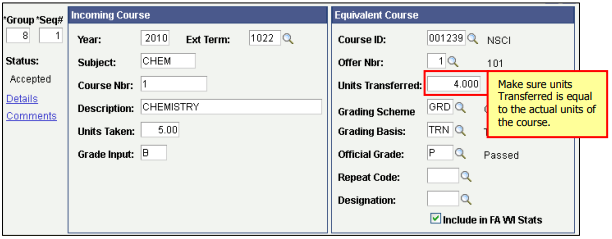 *Group *Seq#
8 1
Status:
Accepted
Details
Comments
Incoming Course
Year: 2010 Ext Term: 1022
Subject: CHEM
Course Nbr: 1
Description: CHEMISTRY
Units Taken: 5.00
Grade Input: B
Equivalent Course
Course ID: 001239 NSCI
Offer Nbr: 1 101
Units Transferred: 4.000
Grading Scheme GRD
Grading Basis: TRN
Official Grade: P Passed
Repeat Code:
Designation:
Include in FA WI Stats
Make sure units
Transferred is equal
to the actual units of
the course.